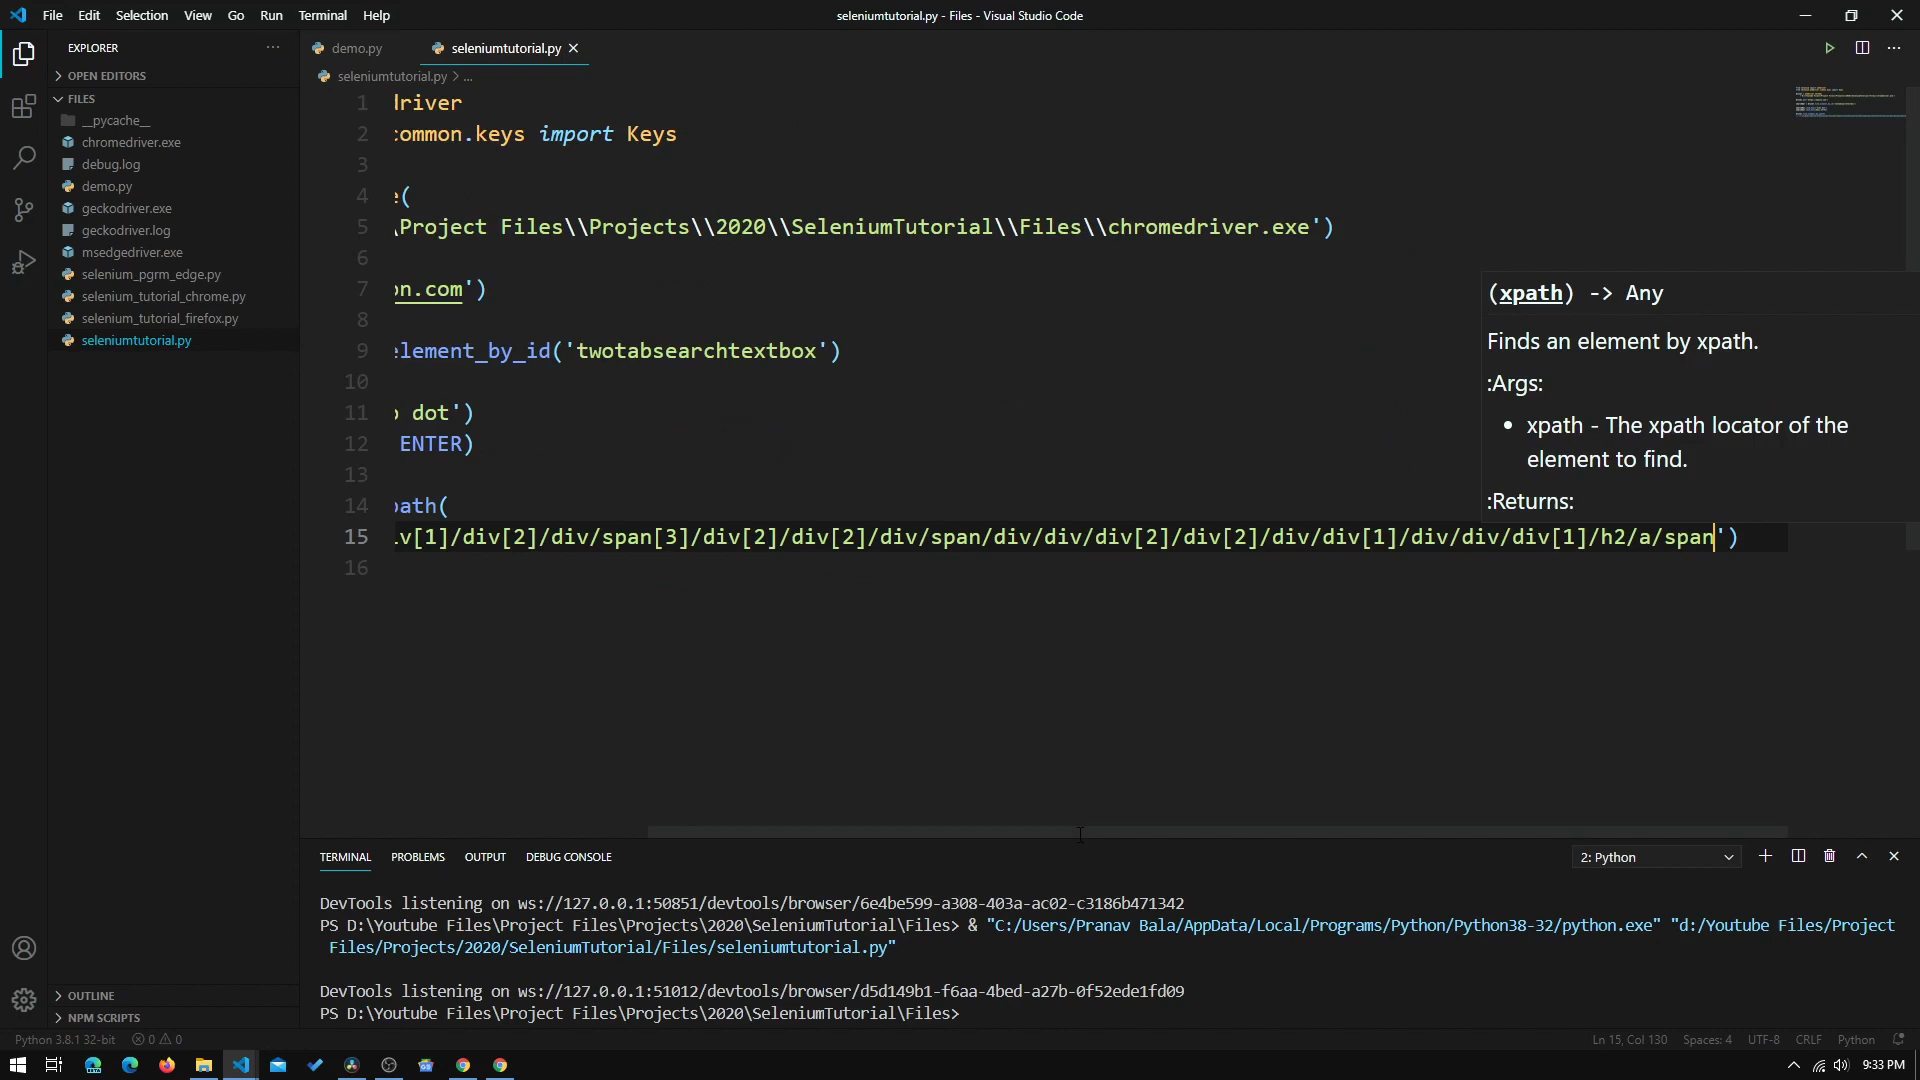 File Edit Selection View Go Run Terminal Help
seleniumtutorial.py - Files - Visual Studio Code
EXPLORER
OPEN EDITORS
FILES
__pycache__
chromedriver.exe
debug.log
demo.py
geckodriver.exe
geckodriver.log
msedgedriver.exe
selenium_pgrm_edge.py
selenium_tutorial_chrome.py
selenium_tutorial_firefox.py
seleniumtutorial.py
OUTLINE
NPM SCRIPTS
demo.py
seleniumtutorial.py
seleniumtutorial.py > ...
1 driver
2 common.keys import Keys
3
4 e(
5 \Project Files\\Projects\\2020\\SeleniumTutorial\\Files\\chromedriver.exe')
6
7 on.com')
8
9 element_by_id('twotabsearchtextbox')
10
11 o dot')
12 ENTER)
13
14 path(
15 iv[1]/div[2]/div/span[3]/div[2]/div[2]/div/span/div/div/div[2]/div[2]/div/div[1]/div/div/div[1]/h2/a/span')
16
(xpath) -> Any
Finds an element by xpath.
:Args:
• xpath - The xpath locator of the
element to find.
:Returns:
TERMINAL PROBLEMS OUTPUT DEBUG CONSOLE
2: Python
DevTools listening on ws://127.0.0.1:50851/devtools/browser/6e4be599-a308-403a-ac02-c3186b471342
PS D:\Youtube Files\Project Files\Projects\2020\SeleniumTutorial\Files> & "C:/Users/Pranav Bala/AppData/Local/Programs/Python/Python38-32/python.exe" "d:/Youtube Files/Project
Files/Projects/2020/SeleniumTutorial/Files/seleniumtutorial.py"
DevTools listening on ws://127.0.0.1:51012/devtools/browser/d5d149b1-f6aa-4bed-a27b-0f52ede1fd09
PS D:\Youtube Files\Project Files\Projects\2020\SeleniumTutorial\Files>
Python 3.8.1 32-bit 0 0
Ln 15, Col 130 Spaces: 4 UTF-8 CRLF Python
9:33 PM